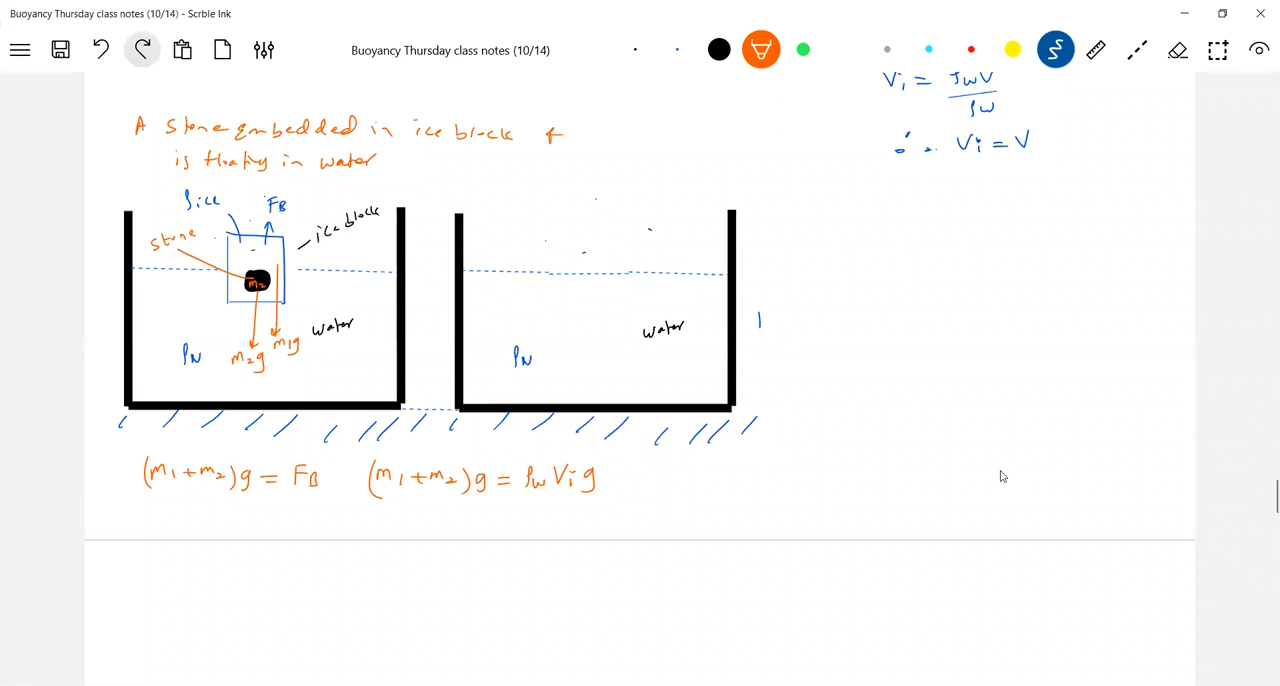 Buoyancy Thursday class notes (10/14) - Scrble Ink
Buoyancy Thursday class notes (10/14)
Vi = ρwV / ρw
∴ Vi = V
A stone embedded in ice block &
is floating in water
ρice
FB
stone
ice block
m2
water
ρw
m2g
m1g
water
ρw
(m1+m2)g = FB (m1+m2)g = ρw Vi g